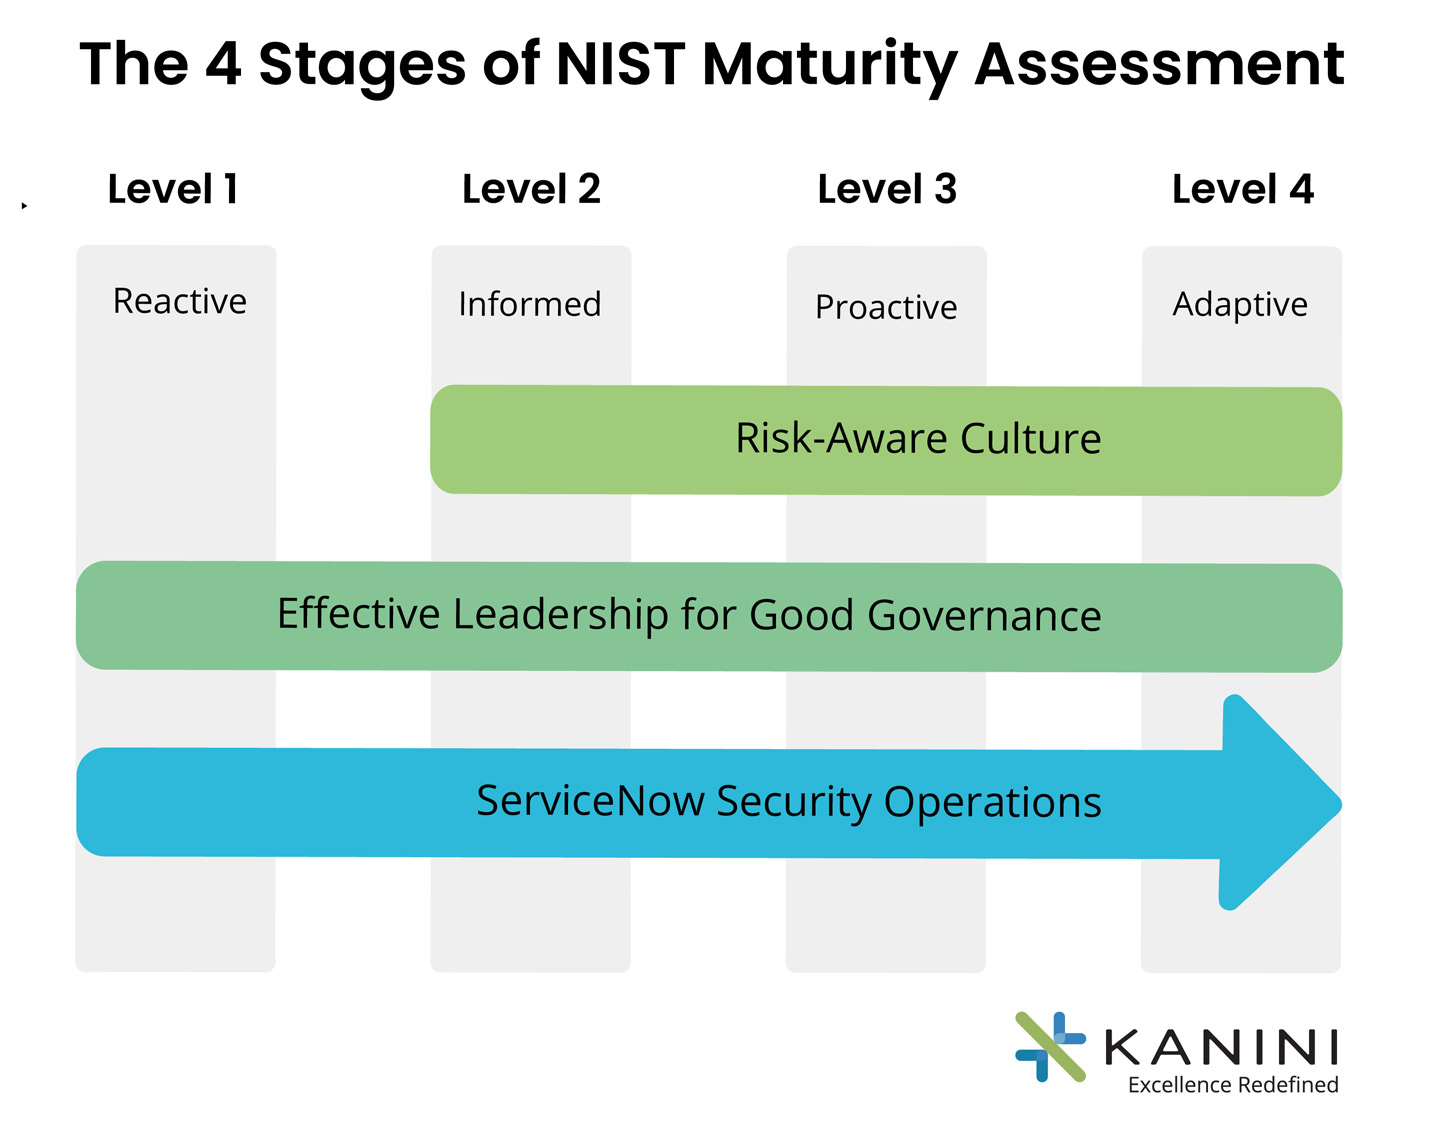 The 4 Stages of NIST Maturity Assessment
Level 1
Level 2
Level 3
Level 4
Reactive
Informed
Proactive
Adaptive
Risk-Aware Culture
Effective Leadership for Good Governance
ServiceNow Security Operations
KANINI
Excellence Redefined